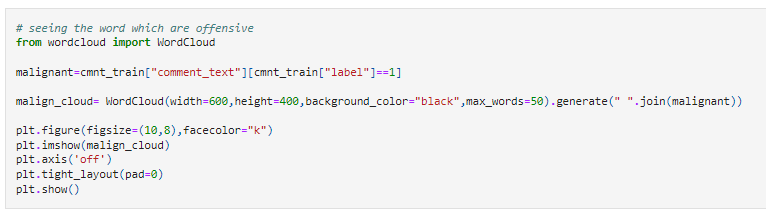 # seeing the word which are offensive
from wordcloud import WordCloud
malignant=cmnt_train["comment_text"][cmnt_train["label"]==1]
malign_cloud= WordCloud(width=600,height=400,background_color="black",max_words=50).generate(" ".join(malignant))
plt.figure(figsize=(10,8),facecolor="k")
plt.imshow(malign_cloud)
plt.axis('off')
plt.tight_layout(pad=0)
plt.show()